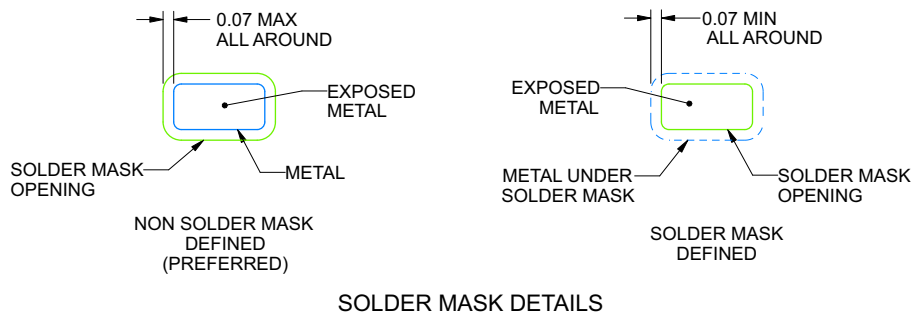 0.07 MAX
ALL AROUND
EXPOSED
METAL
SOLDER MASK
OPENING
METAL
NON SOLDER MASK
DEFINED
(PREFERRED)
0.07 MIN
ALL AROUND
EXPOSED
METAL
METAL UNDER
SOLDER MASK
SOLDER MASK
OPENING
SOLDER MASK
DEFINED
SOLDER MASK DETAILS